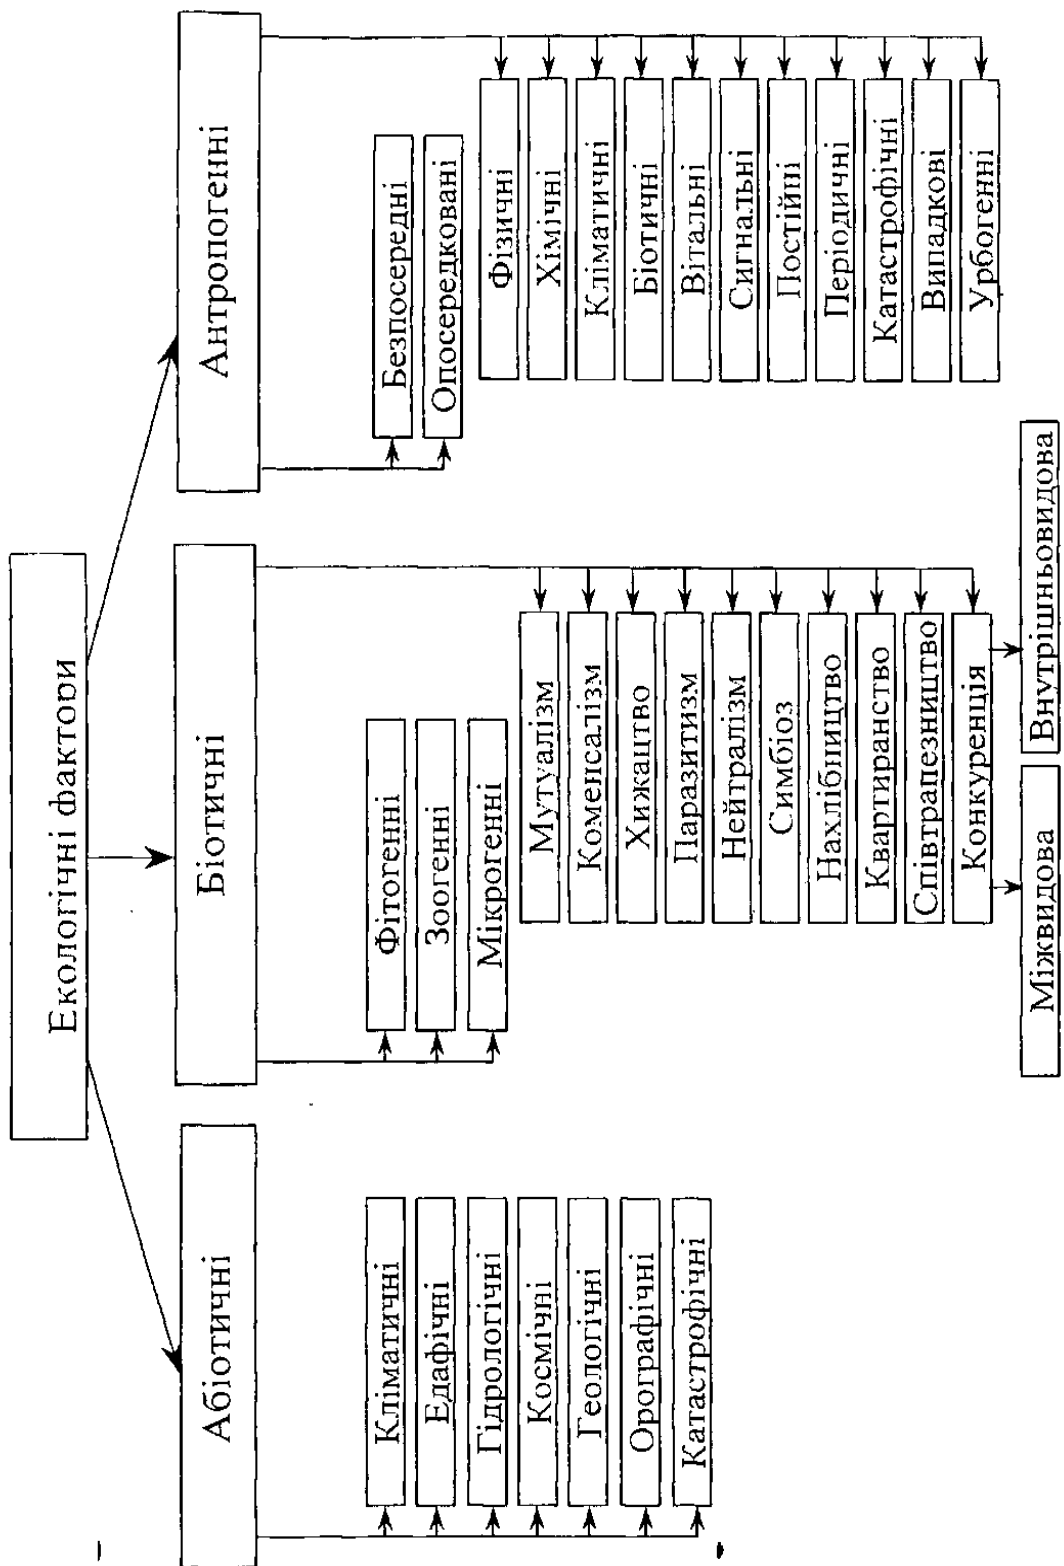 Екологічні фактори
Абіотичні
Кліматичні
Едафічні
Гідрологічні
Космічні
Геологічні
Орографічні
Катастрофічні
Біотичні
Фітогенні
Зоогенні
Мікрогенні
Мутуалізм
Коменсалізм
Хижацтво
Паразитизм
Нейтралізм
Симбіоз
Нахлібництво
Квартиранство
Співтрапезництво
Конкуренція
Міжвидова
Внутрішньовидова
Антропогенні
Безпосередні
Опосередковані
Фізичні
Хімічні
Кліматичні
Біотичні
Вітальні
Сигнальні
Постійні
Періодичні
Катастрофічні
Випадкові
Урбогенні